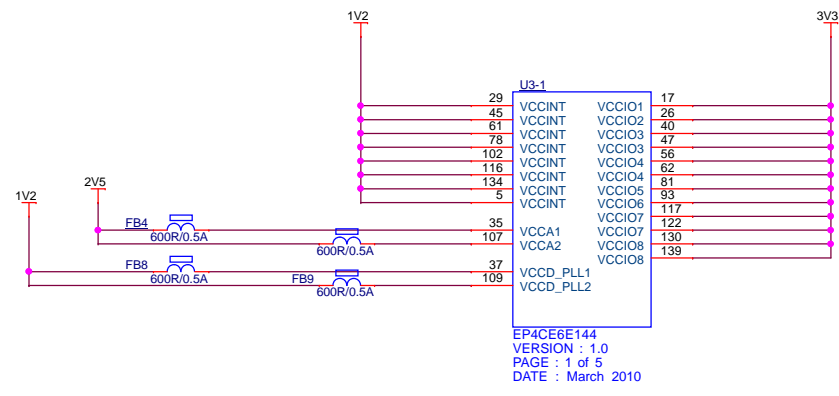 1V2
3V3
U3-1
29 VCCINT VCCIO1 17
45 VCCINT VCCIO2 26
61 VCCINT VCCIO3 40
78 VCCINT VCCIO3 47
102 VCCINT VCCIO4 56
116 VCCINT VCCIO4 62
134 VCCINT VCCIO5 81
5 VCCINT VCCIO6 93
VCCIO7 117
2V5
1V2
FB4 600R/0.5A
35 VCCA1 VCCIO7 122
107 VCCA2 VCCIO8 130
600R/0.5A
VCCIO8 139
FB8 600R/0.5A
37 VCCD_PLL1
FB9 600R/0.5A
109 VCCD_PLL2
EP4CE6E144
VERSION : 1.0
PAGE : 1 of 5
DATE : March 2010